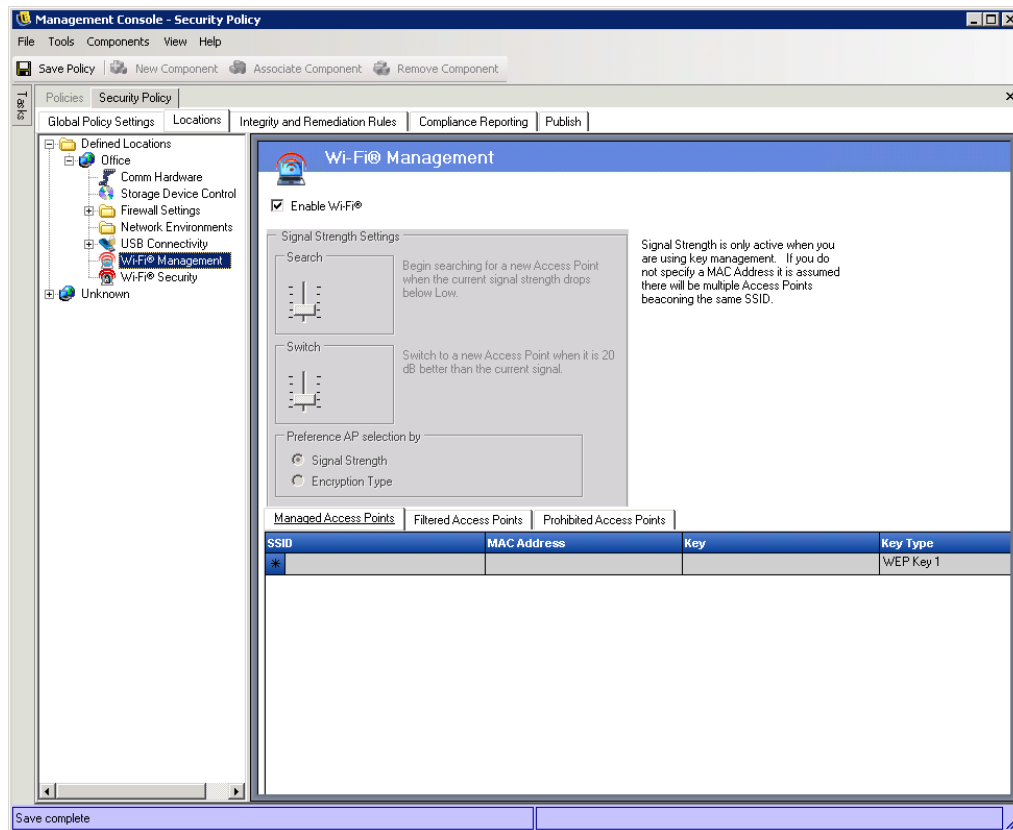 Management Console - Security Policy
File Tools Components View Help
Save Policy New Component Associate Component Remove Component
Tasks
Policies Security Policy
Global Policy Settings Locations Integrity and Remediation Rules Compliance Reporting Publish
Defined Locations
Office
Comm Hardware
Storage Device Control
Firewall Settings
Network Environments
USB Connectivity
Wi-Fi® Management
Wi-Fi® Security
Unknown
Wi-Fi® Management
Enable Wi-Fi®
Signal Strength Settings
Search
Begin searching for a new Access Point
when the current signal strength drops
below Low.
Switch
Switch to a new Access Point when it is 20
dB better than the current signal.
Preference AP selection by
Signal Strength
Encryption Type
Signal Strength is only active when you
are using key management. If you do
not specify a MAC Address it is assumed
there will be multiple Access Points
beaconing the same SSID.
Managed Access Points Filtered Access Points Prohibited Access Points
SSID MAC Address Key Key Type
WEP Key 1
Save complete